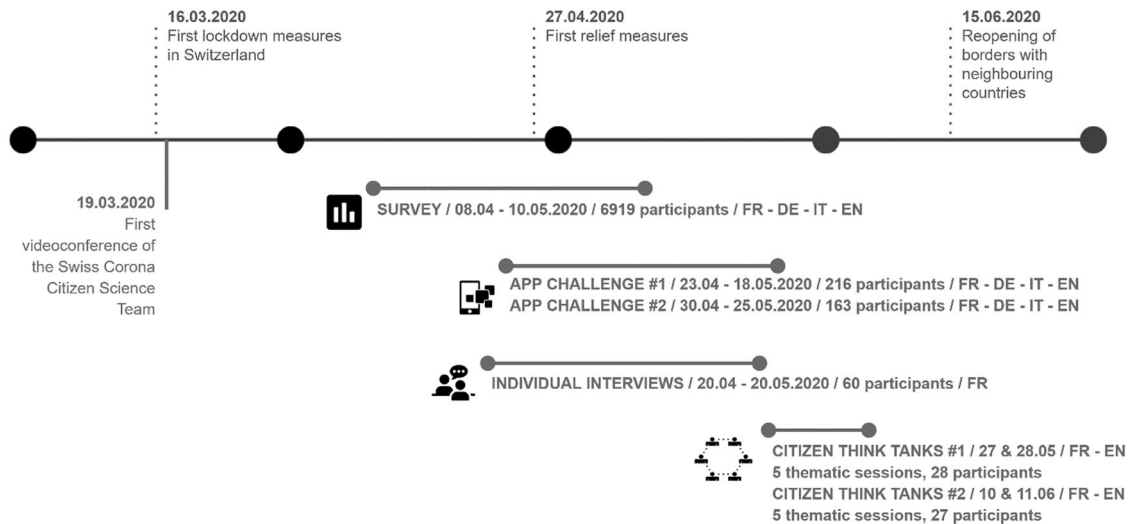 16.03.2020
First lockdown measures
in Switzerland
27.04.2020
First relief measures
15.06.2020
Reopening of
borders with
neighbouring
countries
19.03.2020
First
videoconference of
the Swiss Corona
Citizen Science
Team
SURVEY / 08.04 - 10.05.2020 / 6919 participants / FR - DE - IT - EN
APP CHALLENGE #1 / 23.04 - 18.05.2020 / 216 participants / FR - DE - IT - EN
APP CHALLENGE #2 / 30.04 - 25.05.2020 / 163 participants / FR - DE - IT - EN
INDIVIDUAL INTERVIEWS / 20.04 - 20.05.2020 / 60 participants / FR
CITIZEN THINK TANKS #1 / 27 & 28.05 / FR - EN
5 thematic sessions, 28 participants
CITIZEN THINK TANKS #2 / 10 & 11.06 / FR - EN
5 thematic sessions, 27 participants